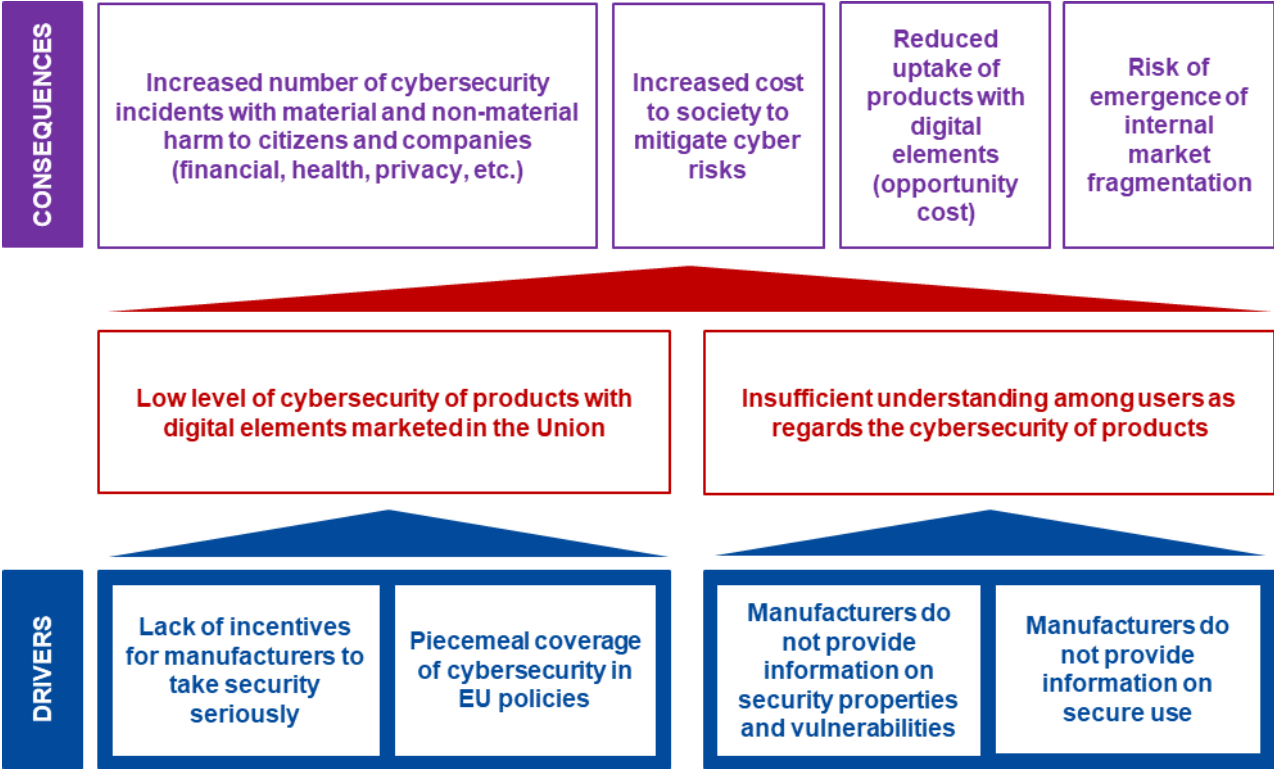 CONSEQUENCES
Increased number of cybersecurity
incidents with material and non-material
harm to citizens and companies
(financial, health, privacy, etc.)
Increased cost
to society to
mitigate cyber
risks
Reduced
uptake of
products with
digital
elements
(opportunity
cost)
Risk of
emergence of
internal
market
fragmentation
Low level of cybersecurity of products with
digital elements marketed in the Union
Insufficient understanding among users as
regards the cybersecurity of products
DRIVERS
Lack of incentives
for manufacturers to
take security
seriously
Piecemeal coverage
of cybersecurity in
EU policies
Manufacturers do
not provide
information on
security properties
and vulnerabilities
Manufacturers do
not provide
information on
secure use